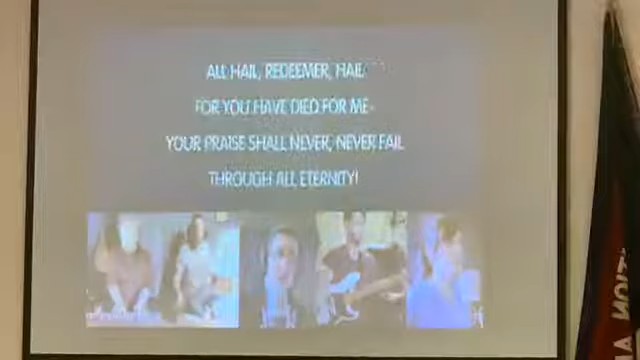 ALL HAIL, REDEEMER, HAIL
FOR YOU HAVE DIED FOR ME
YOUR PRAISE SHALL NEVER, NEVER FAIL
THROUGH ALL ETERNITY!